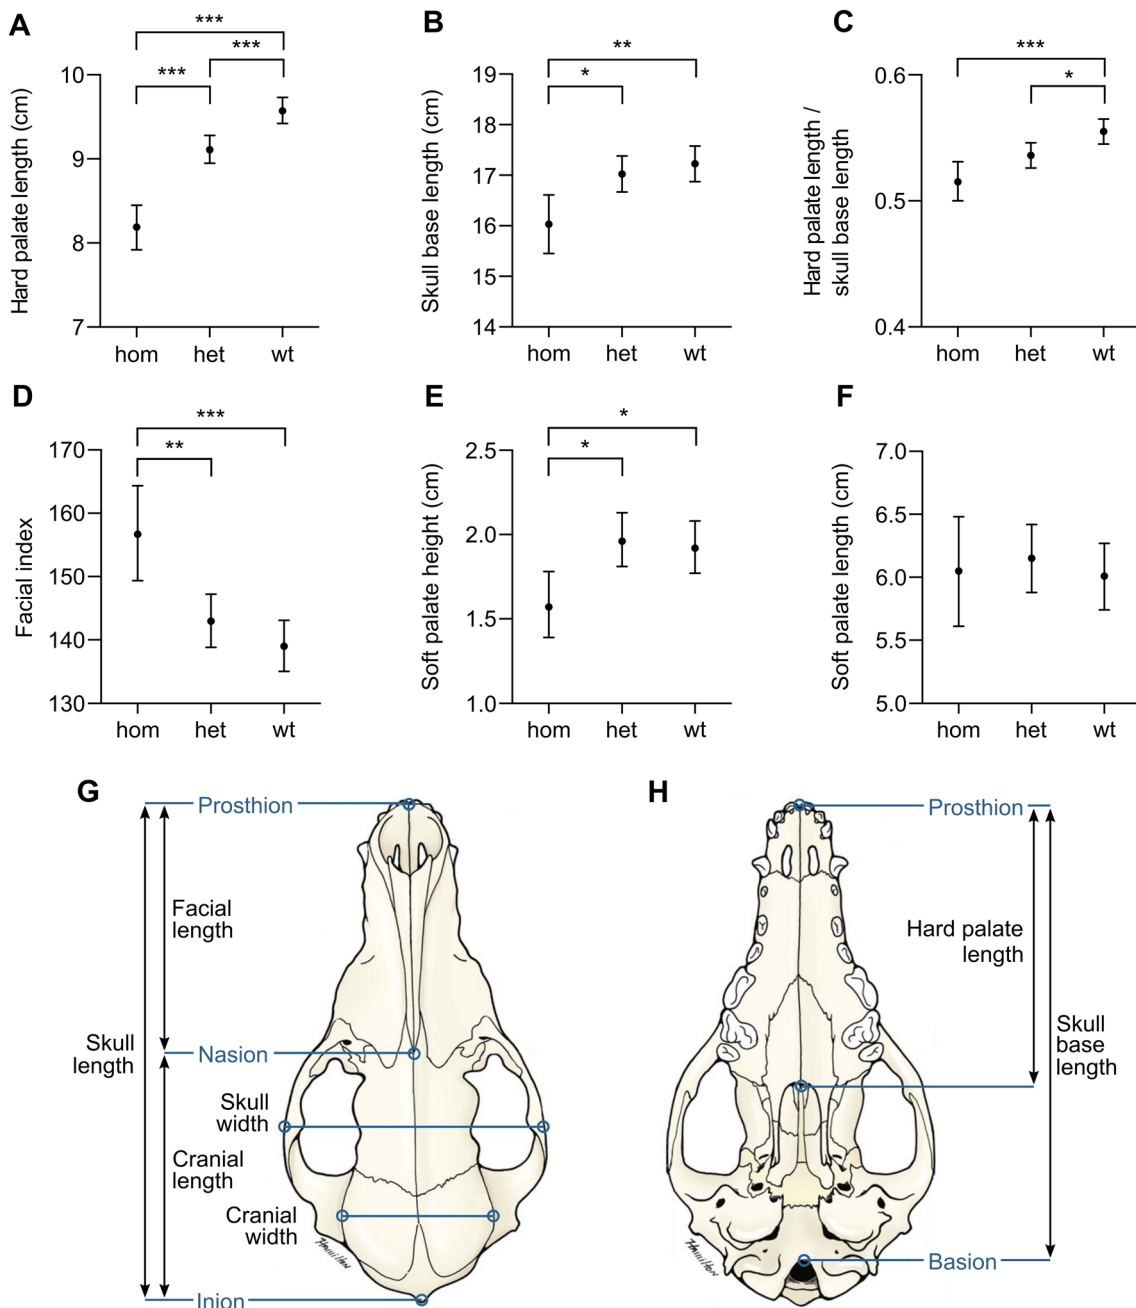 A
B
C
***
***
***
Hard palate length (cm)
10
9
8
7
hom
het
wt
**
*
Skull base length (cm)
19
18
17
16
15
14
hom
het
wt
***
*
Hard palate length /
skull base length
0.6
0.5
0.4
hom
het
wt
D
E
F
***
**
Facial index
170
160
150
140
130
hom
het
wt
*
*
Soft palate height (cm)
2.5
2.0
1.5
1.0
hom
het
wt
Soft palate length (cm)
7.0
6.5
6.0
5.5
5.0
hom
het
wt
G
Prosthion
Facial
length
Skull
length
Nasion
Skull
width
Cranial
length
Cranial
width
Hamilton
Inion
H
Prosthion
Hard palate
length
Skull
base
length
Basion
Hamilton